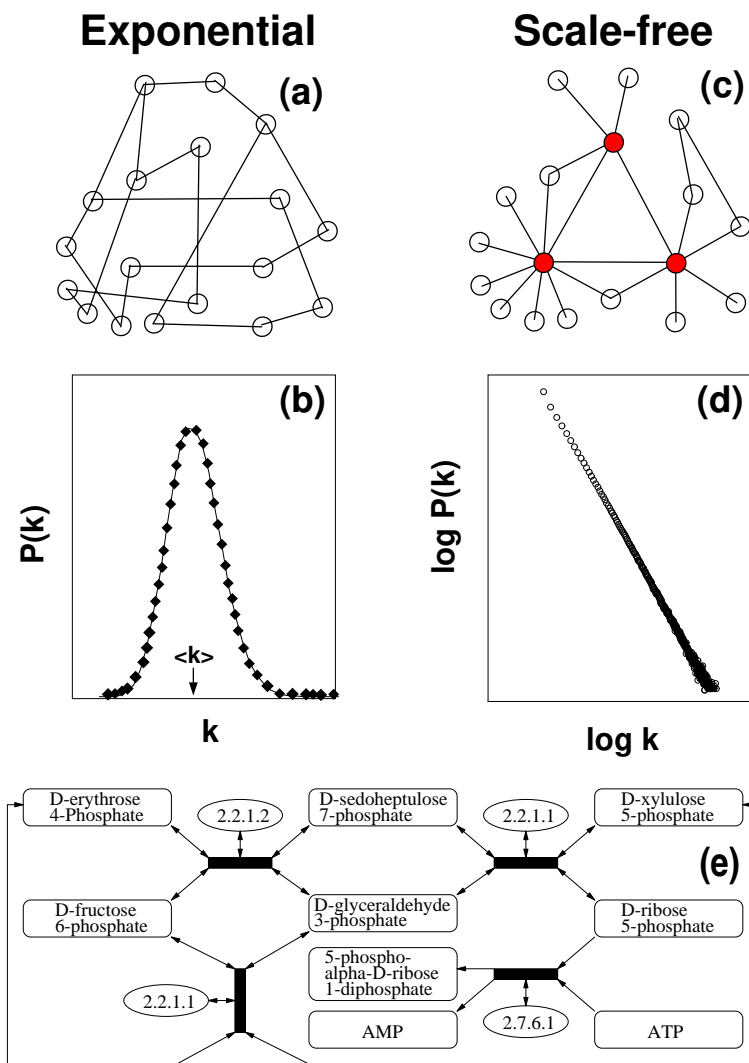 Exponential
Scale-free
(a)
(c)
(b)
(d)
P(k)
<k>
k
log P(k)
log k
D-erythrose
4-Phosphate
2.2.1.2
D-sedoheptulose
7-phosphate
2.2.1.1
D-xylulose
5-phosphate
(e)
D-fructose
6-phosphate
D-glyceraldehyde
3-phosphate
D-ribose
5-phosphate
5-phospho-
alpha-D-ribose
1-diphosphate
2.2.1.1
AMP
2.7.6.1
ATP